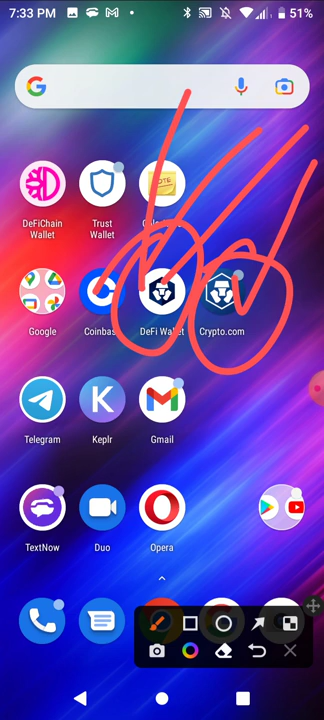 7:33 PM 51%
DeFiChain Wallet
Trust Wallet
Google
DeFi Wallet
Crypto.com
Telegram
Keplr
Gmail
TextNow
Duo
Opera